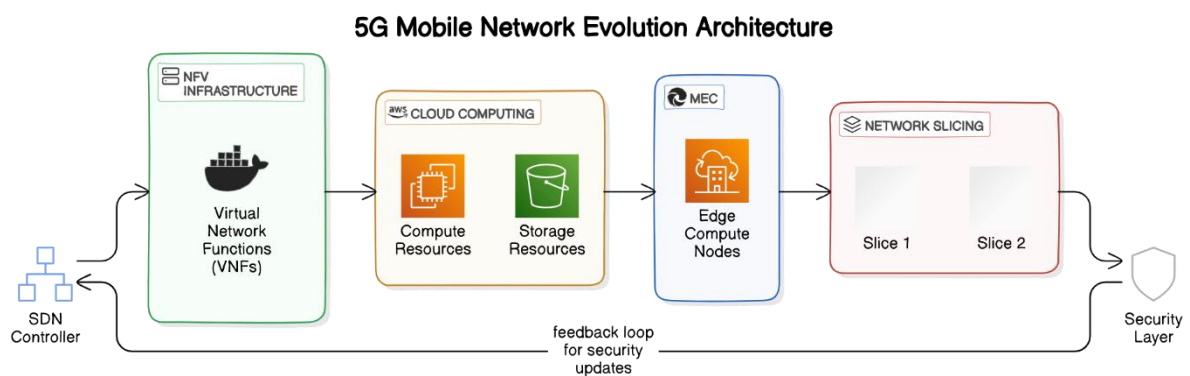 5G Mobile Network Evolution Architecture
NFV
INFRASTRUCTURE
Virtual
Network
Functions
(VNFs)
aws
CLOUD COMPUTING
Compute
Resources
Storage
Resources
MEC
Edge
Compute
Nodes
NETWORK SLICING
Slice 1
Slice 2
SDN
Controller
Security
Layer
feedback loop
for security
updates